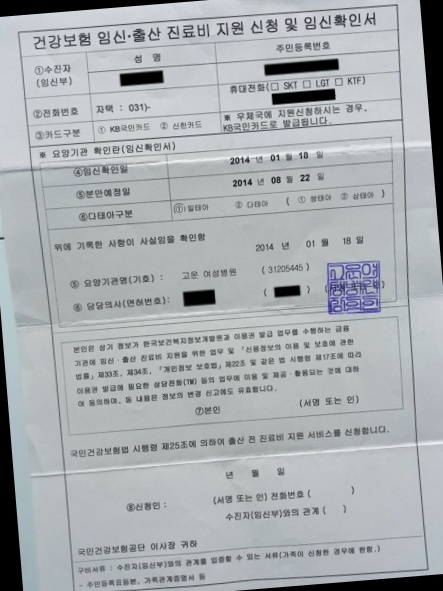 건강보험 임신·출산 진료비 지원 신청 및 임신확인서
①수진자
(임신부)
성 명
주민등록번호
휴대전화(□ SKT □ LGT □ KTF)
②전화번호
자택 : 031)-
③카드구분
① KB국민카드 ② 신한카드
※ 우체국에 지원신청하시는 경우,
KB국민카드로 발급됩니다.
※ 요양기관 확인란(임신확인서)
④임신확인일
2014 년 01 월 18 일
⑤분만예정일
2014 년 08 월 22 일
⑥다태아구분
①:일태아 ② 다태아 ( ① 쌍태아 ② 삼태아 )
위에 기록한 사항이 사실임을 확인함
2014 년 01 월 18 일
⑤ 요양기관명(기호) : 고운 여성병원 ( 31205445 )
⑥ 담당의사(면허번호) : ( )
본인은 상기 정보가 한국보건복지정보개발원과 이용권 발급 업무를 수행하는 금융
기관에 임신·출산 진료비 지원을 위한 업무 및 「신용정보의 이용 및 보호에 관한
법률」제33조, 제34조, 「개인정보 보호법」제22조 및 같은 법 시행령 제17조에 따라
이용권 발급에 필요한 상담전화(TM) 등의 업무에 이용 및 제공·활용되는 것에 대하
여 동의하며, 동 내용은 정보의 변경 신고에도 유효합니다.
⑦본인 (서명 또는 인)
국민건강보험법 시행령 제25조에 의하여 출산 전 진료비 지원 서비스를 신청합니다.
년 월 일
⑧신청인 : (서명 또는 인) 전화번호 ( )
수진자(임신부)와의 관계 ( )
국민건강보험공단 이사장 귀하
구비서류 : 수진자(임신부)와의 관계를 입증할 수 있는 서류(가족이 신청한 경우에 한함.)
- 주민등록표등본, 가족관계증명서 등